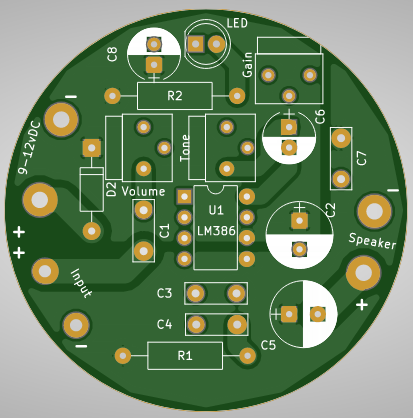 LED
C8
Gain
R2
C6
9-12vDC
Tone
C7
D2
Volume
U1
LM386
C1
C2
Speaker
Input
C3
C4
C5
R1